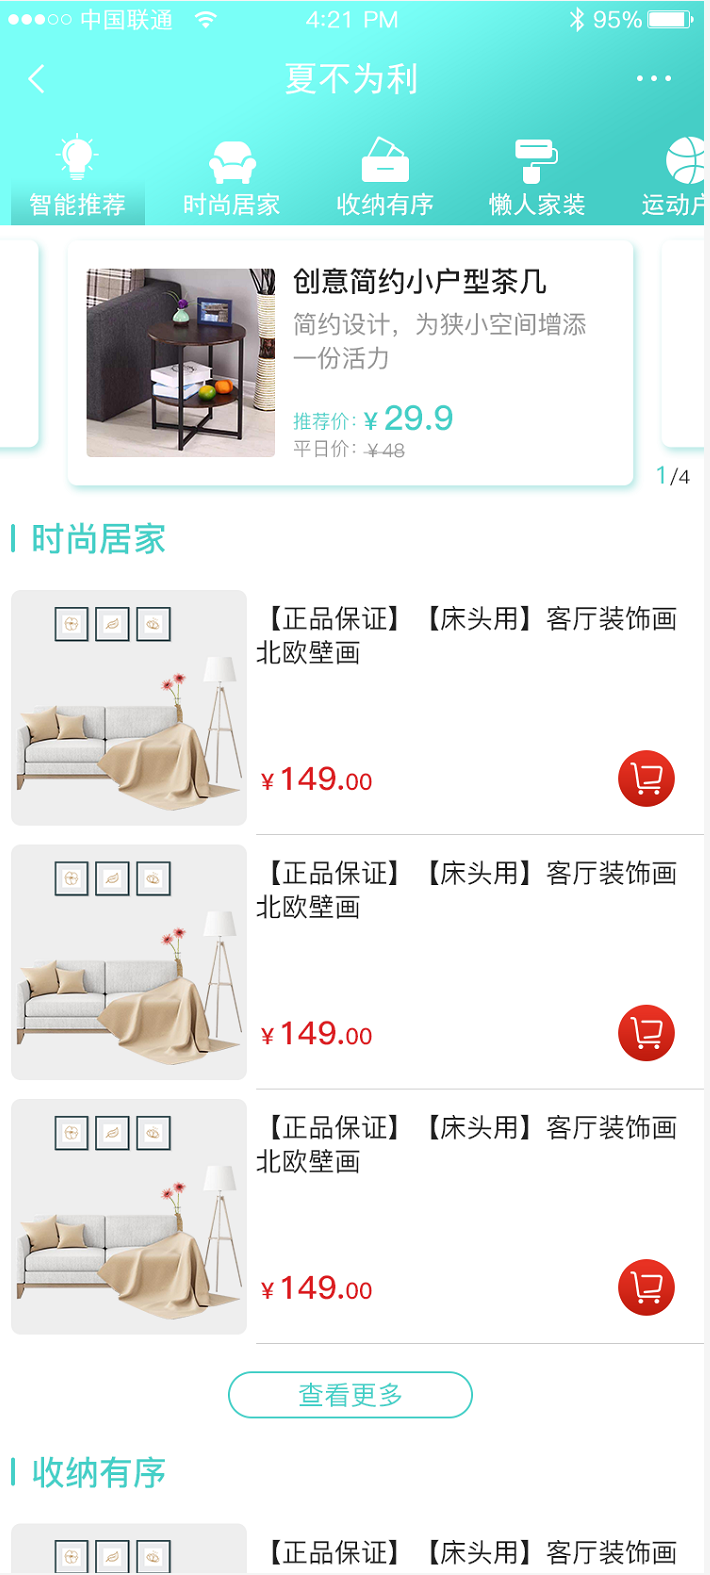 中国联通 4:21 PM 95%
夏不为利
智能推荐 时尚居家 收纳有序 懒人家装 运动户
创意简约小户型茶几
简约设计，为狭小空间增添
一份活力
推荐价：¥ 29.9
平日价：¥48
1/4
时尚居家
【正品保证】【床头用】客厅装饰画
北欧壁画
¥ 149.00
【正品保证】【床头用】客厅装饰画
北欧壁画
¥ 149.00
【正品保证】【床头用】客厅装饰画
北欧壁画
¥ 149.00
查看更多
收纳有序
【正品保证】【床头用】客厅装饰画